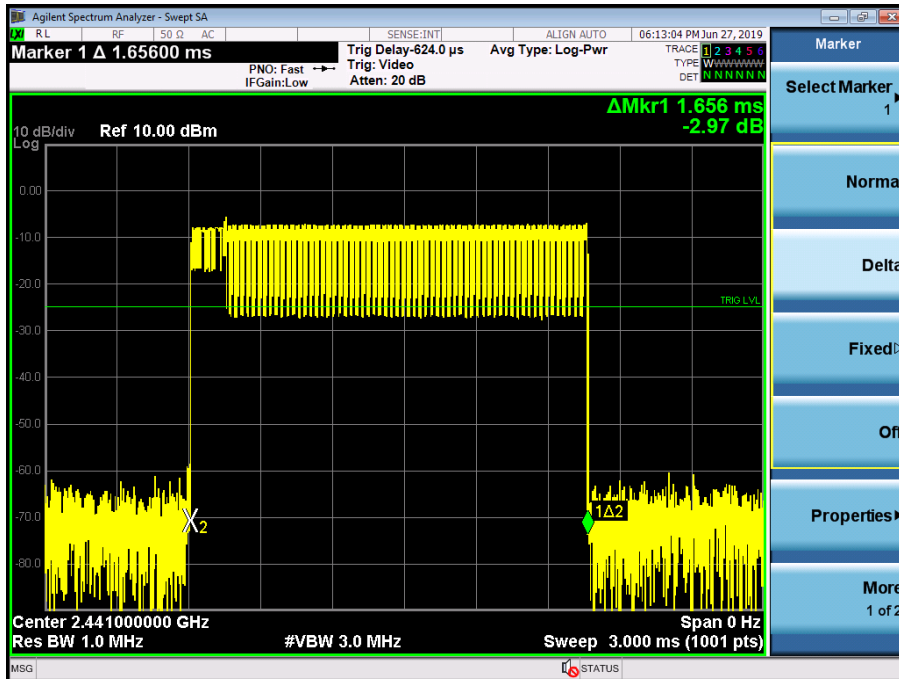 Agilent Spectrum Analyzer - Swept SA
LXI RL RF 50 Ω AC SENSE:INT ALIGN AUTO 06:13:04 PM Jun 27, 2019
Marker 1 Δ 1.65600 ms
PNO: Fast
IFGain:Low
Trig Delay-624.0 µs
Trig: Video
Atten: 20 dB
Avg Type: Log-Pwr
TRACE 1 2 3 4 5 6
TYPE WWWWWW
DET N N N N N N
ΔMkr1 1.656 ms
-2.97 dB
10 dB/div Ref 10.00 dBm
Log
0.00
-10.0
-20.0
TRIG LVL
-30.0
-40.0
-50.0
-60.0
-70.0
X2
1Δ2
-80.0
Center 2.441000000 GHz Span 0 Hz
Res BW 1.0 MHz #VBW 3.0 MHz Sweep 3.000 ms (1001 pts)
MSG STATUS
Marker
Select Marker
1
Norma
Delta
Fixed
Off
Properties
More
1 of 2